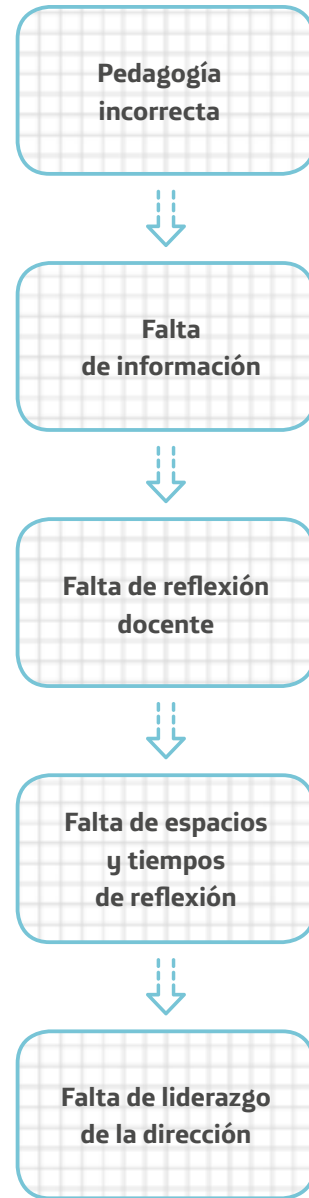 Pedagogía
incorrecta
Falta
de información
Falta de reflexión
docente
Falta de espacios
y tiempos
de reflexión
Falta de liderazgo
de la dirección